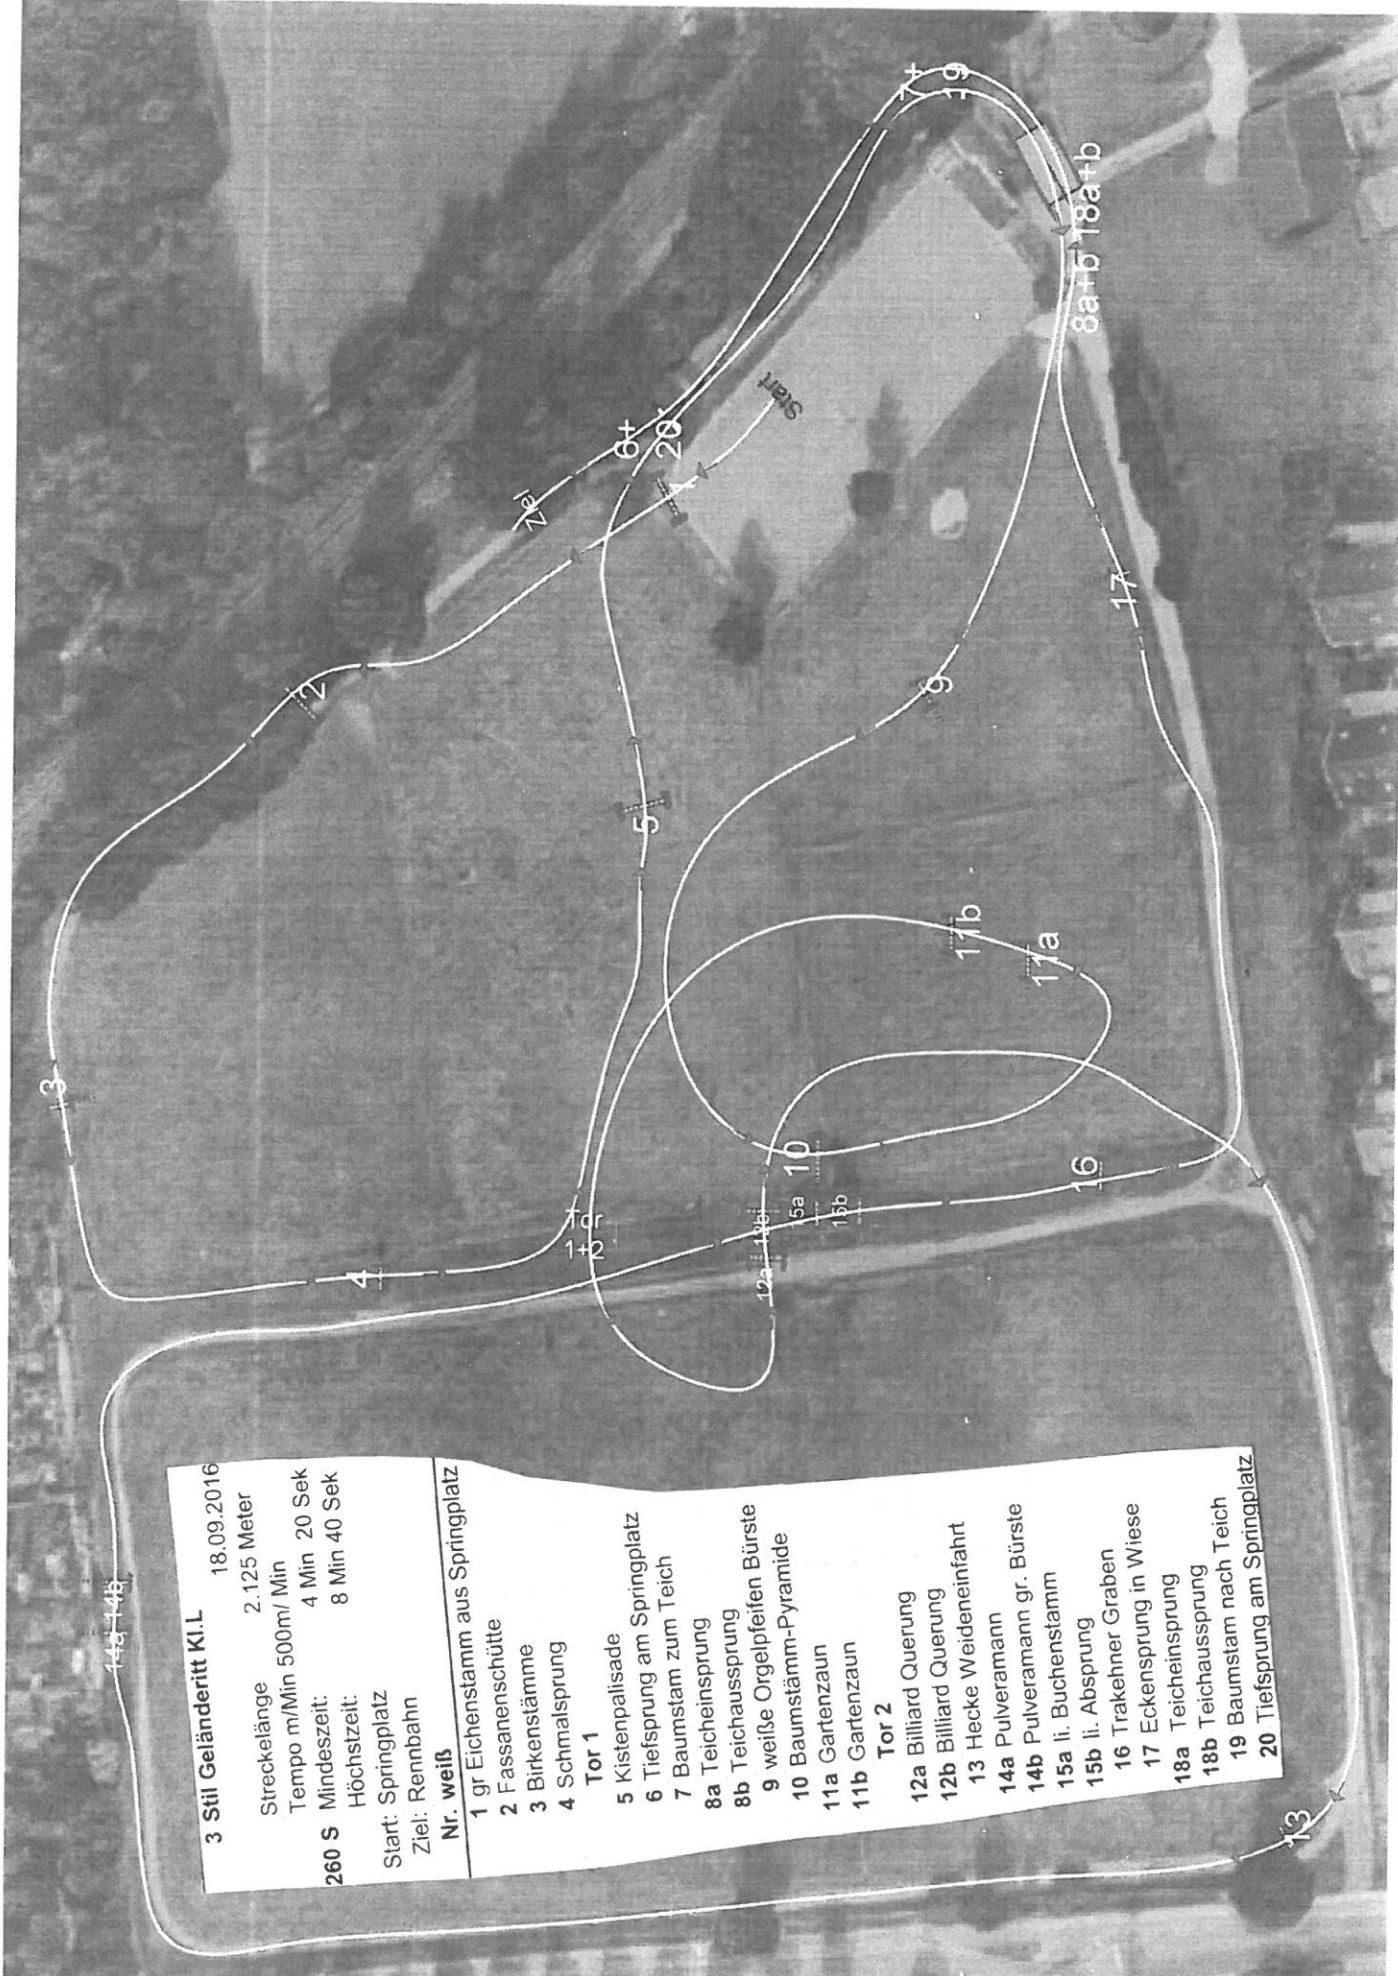 3 Stil Geländeritt Kl.L
18.09.2016
Streckelänge 2.125 Meter
Tempo m/Min 500m/ Min
260 S Mindeszeit: 4 Min 20 Sek
Höchstzeit: 8 Min 40 Sek
Start: Springplatz
Ziel: Rennbahn
Nr. weiß
1 gr Eichenstamm aus Springplatz
2 Fassanenschütte
3 Birkenstämme
4 Schmalsprung
Tor 1
5 Kistenpalisade
6 Tiefsprung am Springplatz
7 Baumstam zum Teich
8a Teicheinsprung
8b Teichaussprung
9 weiße Orgelpfeifen Bürste
10 Baumstämm-Pyramide
11a Gartenzaun
11b Gartenzaun
Tor 2
12a Billiard Querung
12b Billiard Querung
13 Hecke Weideneinfahrt
14a Pulveramann
14b Pulveramann gr. Bürste
15a li. Buchenstamm
15b li. Absprung
16 Trakehner Graben
17 Eckensprung in Wiese
18a Teicheinsprung
18b Teichaussprung
19 Baumstam nach Teich
20 Tiefsprung am Springplatz
Start
1
2
3
4
Tor
1+2
5
6+
20
7+
19
8a+b 18a+b
9
10
11a
11b
12a
12b
13
14a 14b
15a
15b
16
17
Ziel